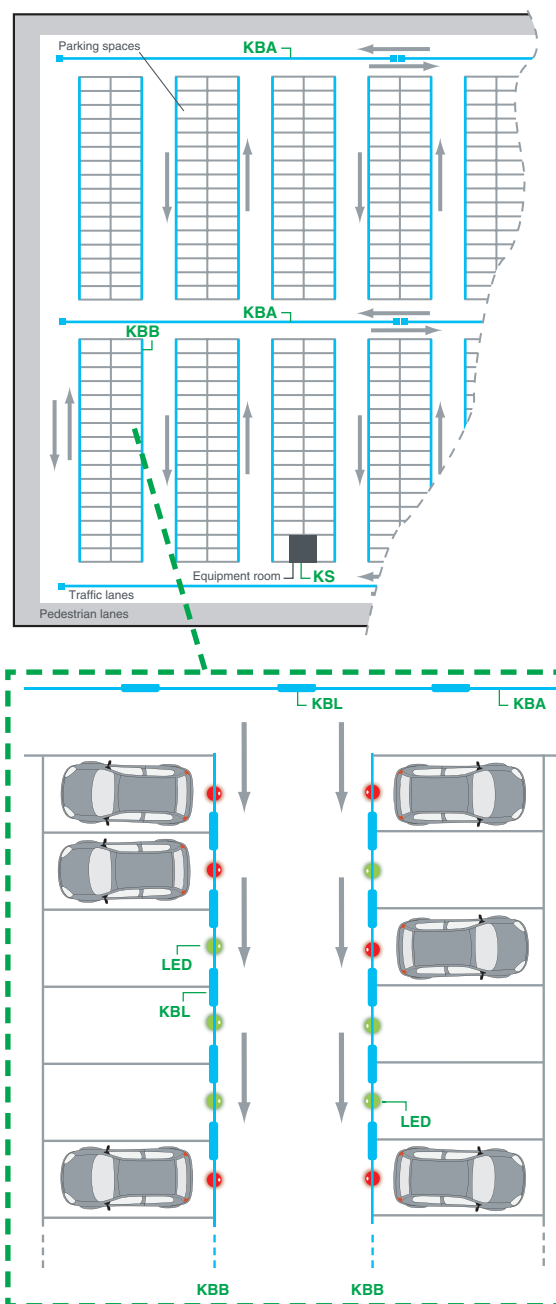 Parking spaces
KBA
KBA
KBB
Equipment room
KS
Traffic lanes
Pedestrian lanes
KBL
KBA
LED
KBL
LED
KBB
KBB